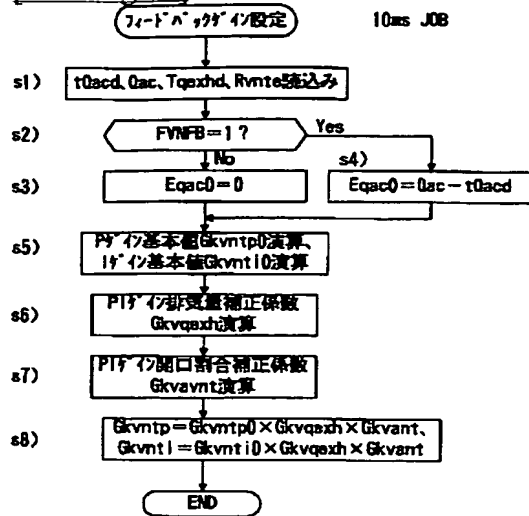 フィードバックゲイン設定 10ms JOB
s1) tQacd、Qac、Tqexhd、Rvnte読込み
s2) FVNFB=1? Yes
No s4)
s3) Eqac0=0 Eqac0=Qac-tQacd
s5) Pゲイン基本値Gkvntp0演算、
Iゲイン基本値Gkvnti0演算
s6) PIゲイン排気量補正係数
Gkvqexh演算
s7) PIゲイン開口割合補正係数
Gkvavnt演算
s8) Gkvntp=Gkvntp0×Gkvqexh×Gkvant、
Gkvnti=Gkvnti0×Gkvqexh×Gkvant
END